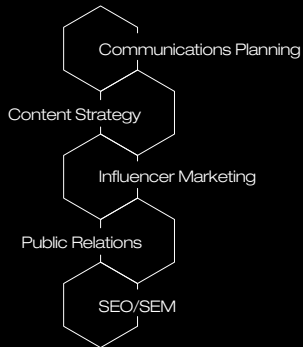 Communications Planning
Content Strategy
Influencer Marketing
Public Relations
SEO/SEM